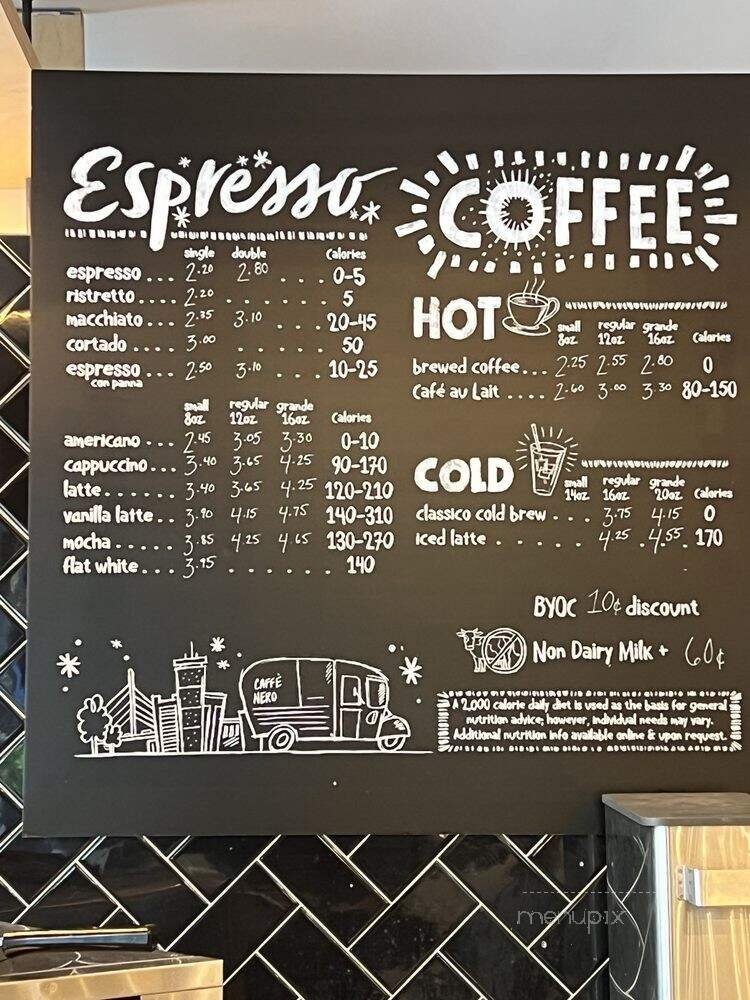 Espresso
single double Calories
espresso ... 2.20 2.80 ... 0-5
ristretto .... 2.20 ..... 5
macchiato ... 2.35 3.10 ... 20-45
cortado ... 3.00 ..... 50
espresso ... 2.50 3.10 ... 10-25
con panna
small regular grande
8oz 12oz 16oz Calories
americano ... 2.45 3.05 3.30 0-10
cappuccino ... 3.40 3.65 4.25 90-170
latte ...... 3.40 3.65 4.25 120-210
vanilla latte .. 3.90 4.15 4.75 140-310
mocha ..... 3.85 4.25 4.65 130-270
flat white ... 3.95 ...... 140
CAFFÈ
NERO
COFFEE
HOT
small regular grande
8oz 12oz 16oz Calories
brewed coffee... 2.25 2.55 2.80 0
Café au Lait .... 2.60 3.00 3.30 80-150
COLD
small regular grande
14oz 16oz 20oz Calories
classico cold brew ... 3.75 4.15 0
iced latte ...... 4.25 . 4.55 . 170
BYOC 10¢ discount
Non Dairy Milk + 60¢
A 2,000 calorie daily diet is used as the basis for general
nutrition advice; however, individual needs may vary.
Additional nutrition info available online & upon request.
menupix